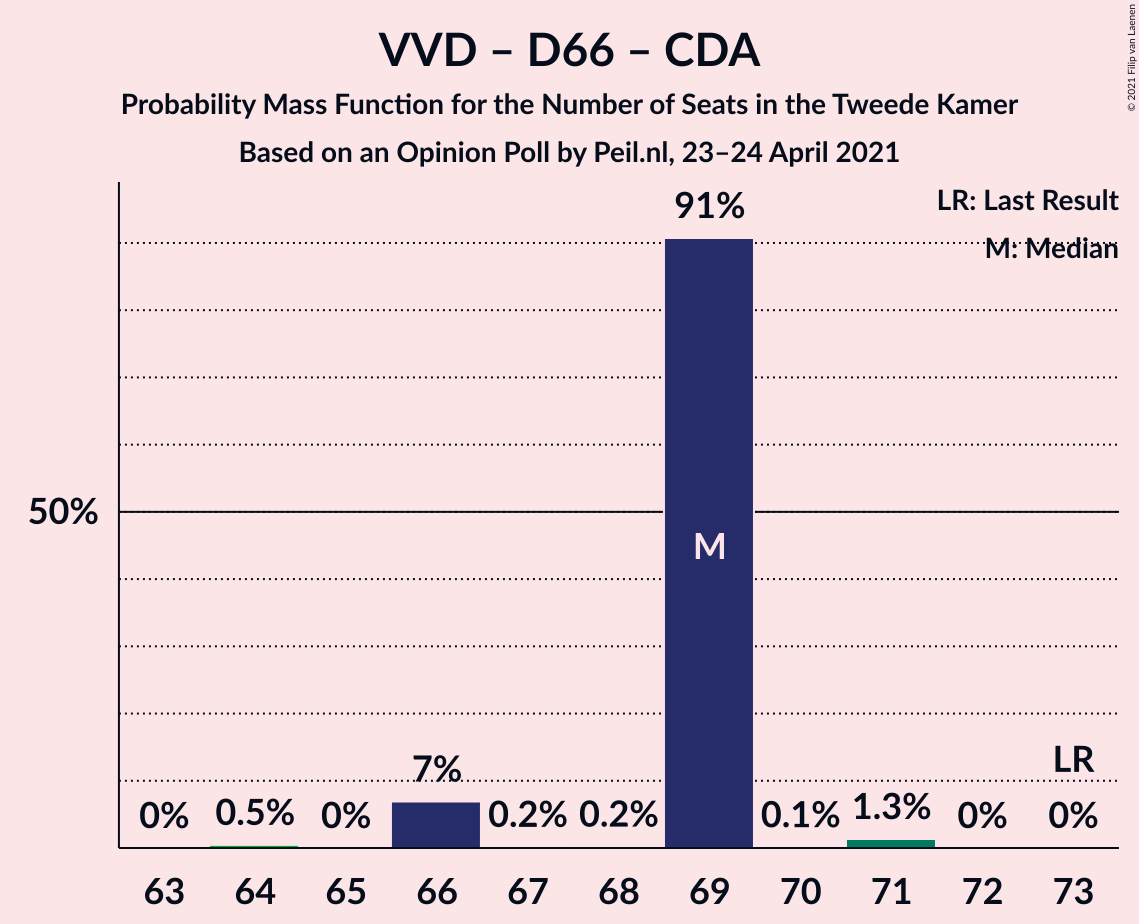 VVD – D66 – CDA
Probability Mass Function for the Number of Seats in the Tweede Kamer
Based on an Opinion Poll by Peil.nl, 23–24 April 2021
© 2021 Filip van Laenen
LR: Last Result
M: Median
91%
50%
M
LR
7%
0% 0.5% 0% 0.2% 0.2% 0.1% 1.3% 0% 0%
63 64 65 66 67 68 69 70 71 72 73